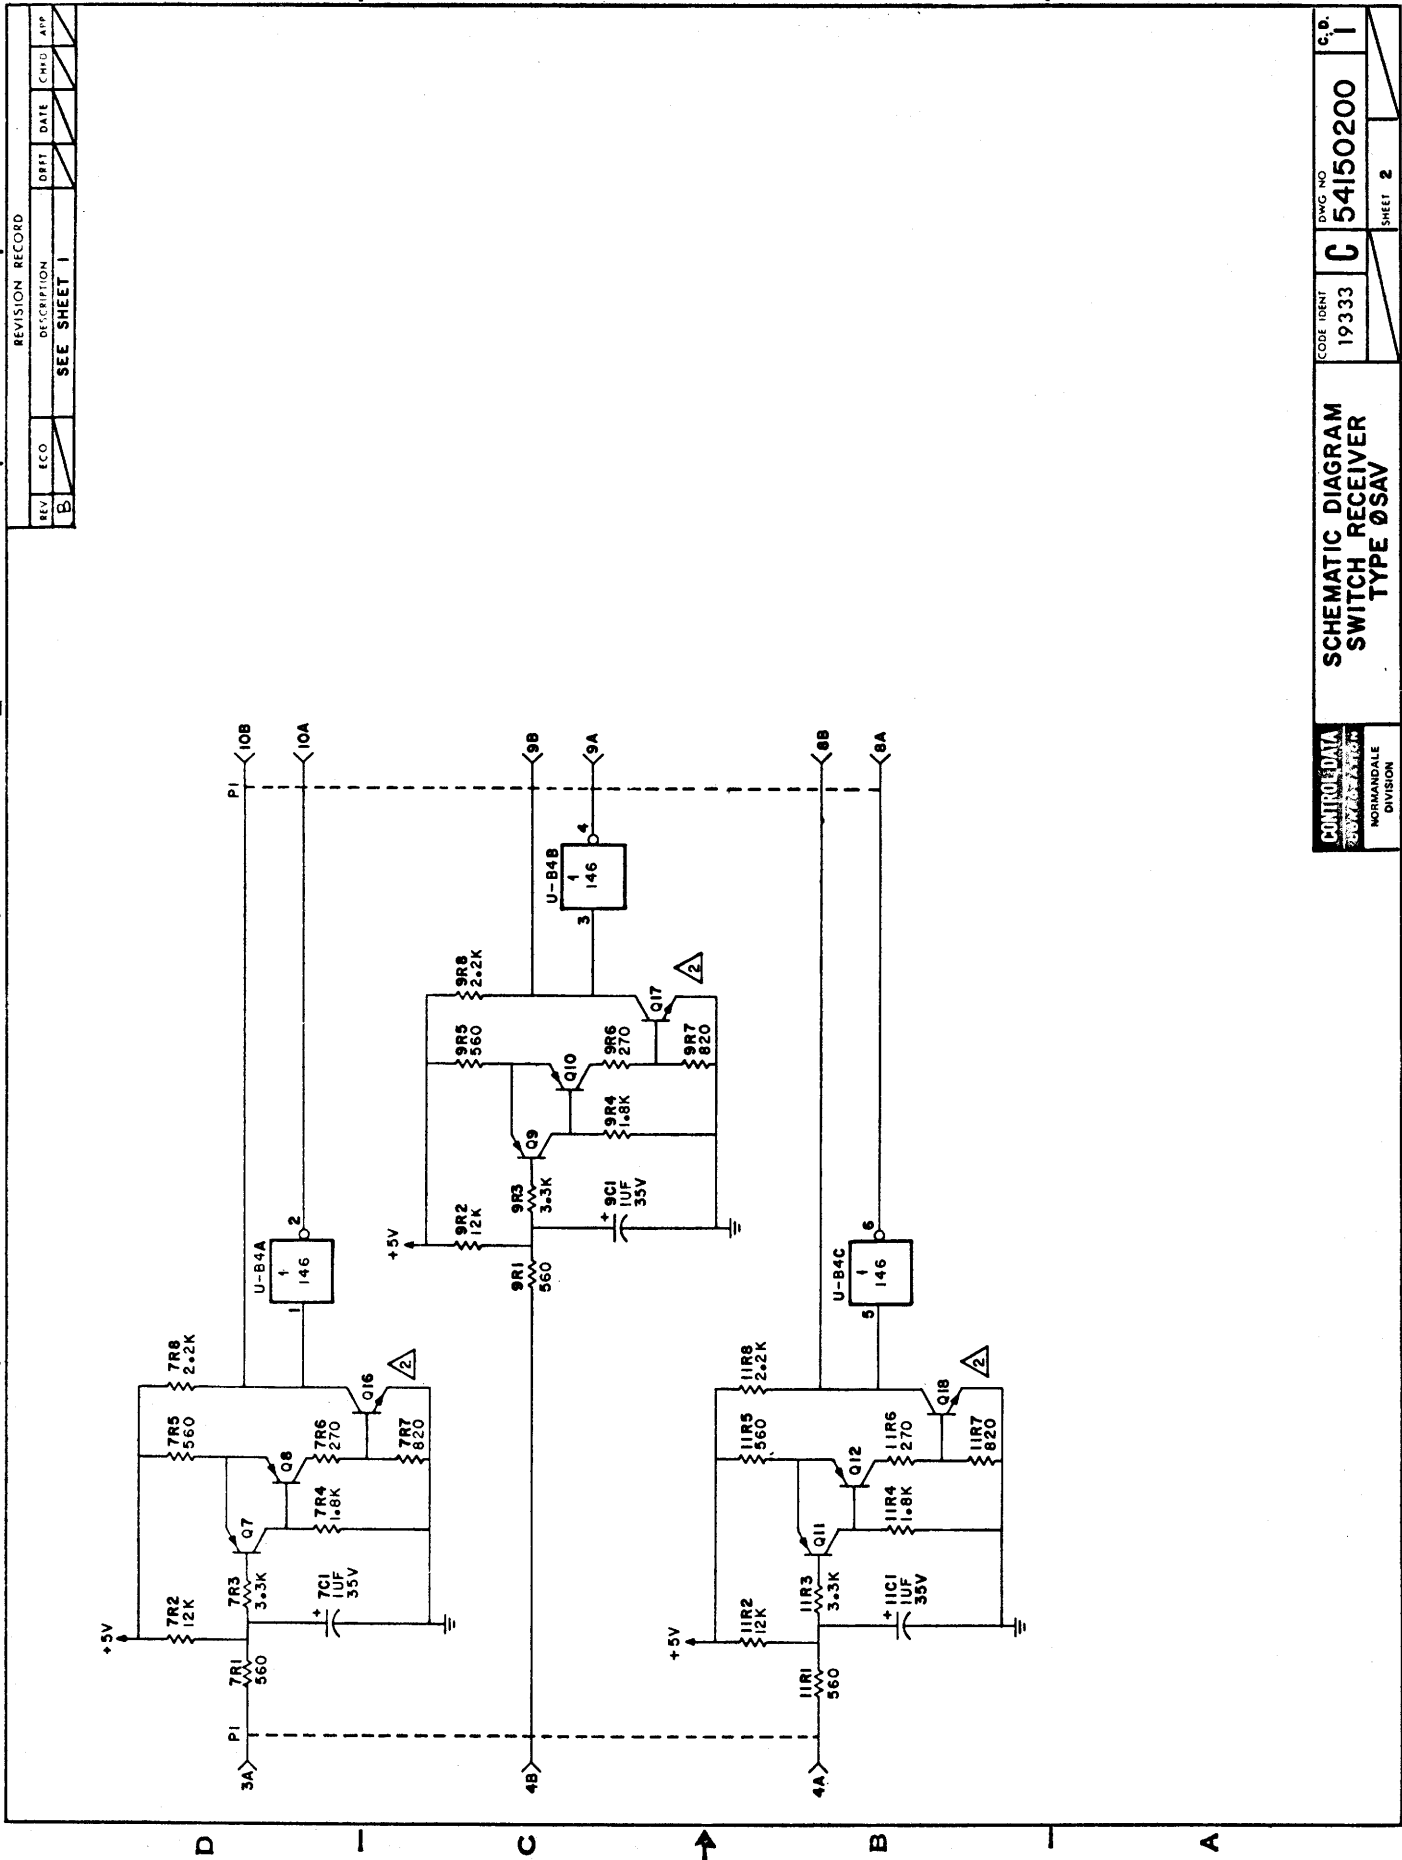 REVISION RECORD
REV ECO DESCRIPTION DRFT DATE CHKD APP
B SEE SHEET 1
+5V
7R2
12K
7R5
560
7R8
2.2K
P1
3A
7R1
560
7R3
3.3K
Q7
Q8
7C1
1UF
35V
+
7R4
1.8K
7R6
270
7R7
820
Q16
2
U-B4A
1
1
146
2
P1
10B
10A
+5V
9R2
12K
9R5
560
9R8
2.2K
4B
9R1
560
9R3
3.3K
Q9
Q10
+
9C1
1UF
35V
9R4
1.8K
9R6
270
9R7
820
Q17
2
U-B4B
3
1
146
4
9B
9A
+5V
11R2
12K
11R5
560
11R8
2.2K
4A
11R1
560
11R3
3.3K
Q11
Q12
+
11C1
1UF
35V
11R4
1.8K
11R6
270
11R7
820
Q18
2
U-B4C
5
1
146
6
8B
8A
D
C
B
A
CONTROL DATA
CORPORATION
NORMANDALE
DIVISION
SCHEMATIC DIAGRAM
SWITCH RECEIVER
TYPE ØSAV
CODE IDENT
19333
C
DWG NO
54150200
C.D.
1
SHEET 2